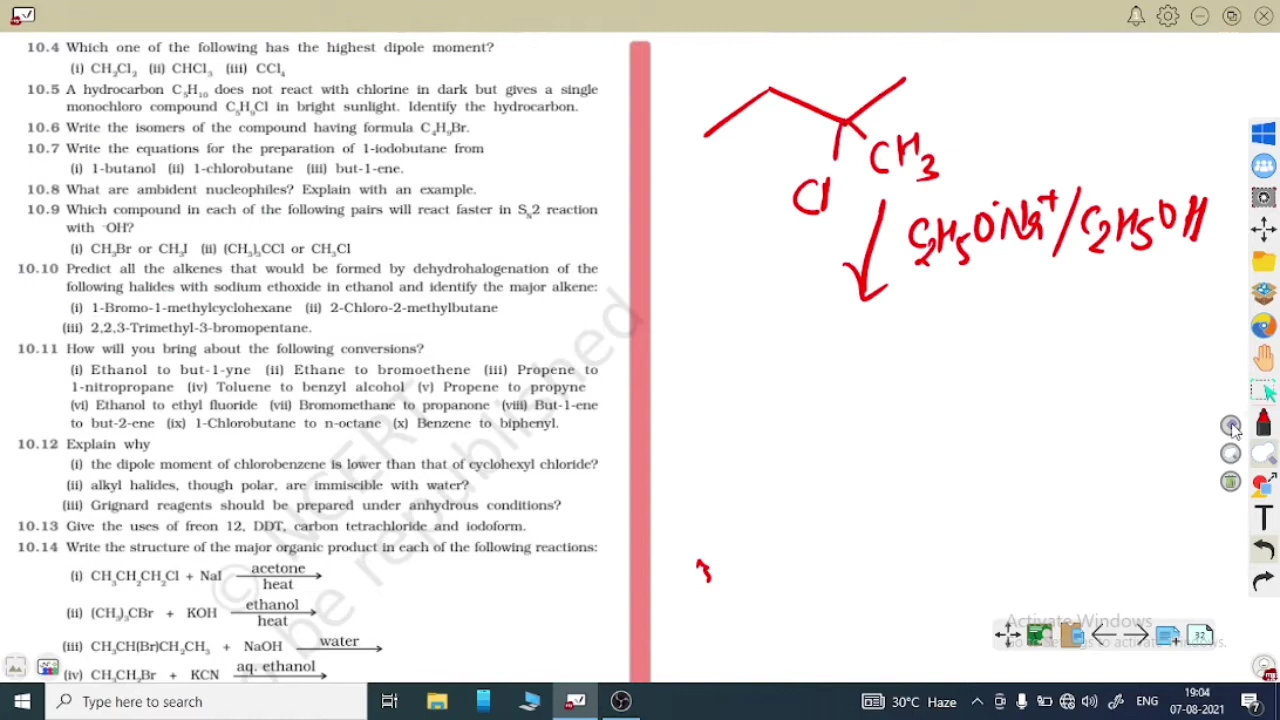 10.4 Which one of the following has the highest dipole moment?
(i) CH2Cl2 (ii) CHCl3 (iii) CCl4
10.5 A hydrocarbon C5H10 does not react with chlorine in dark but gives a single
monochloro compound C5H9Cl in bright sunlight. Identify the hydrocarbon.
10.6 Write the isomers of the compound having formula C4H9Br.
10.7 Write the equations for the preparation of 1-iodobutane from
(i) 1-butanol (ii) 1-chlorobutane (iii) but-1-ene.
10.8 What are ambident nucleophiles? Explain with an example.
10.9 Which compound in each of the following pairs will react faster in SN2 reaction
with -OH?
(i) CH3Br or CH3I (ii) (CH3)3CCl or CH3Cl
10.10 Predict all the alkenes that would be formed by dehydrohalogenation of the
following halides with sodium ethoxide in ethanol and identify the major alkene:
(i) 1-Bromo-1-methylcyclohexane (ii) 2-Chloro-2-methylbutane
(iii) 2,2,3-Trimethyl-3-bromopentane.
10.11 How will you bring about the following conversions?
(i) Ethanol to but-1-yne (ii) Ethane to bromoethene (iii) Propene to
1-nitropropane (iv) Toluene to benzyl alcohol (v) Propene to propyne
(vi) Ethanol to ethyl fluoride (vii) Bromomethane to propanone (viii) But-1-ene
to but-2-ene (ix) 1-Chlorobutane to n-octane (x) Benzene to biphenyl.
10.12 Explain why
(i) the dipole moment of chlorobenzene is lower than that of cyclohexyl chloride?
(ii) alkyl halides, though polar, are immiscible with water?
(iii) Grignard reagents should be prepared under anhydrous conditions?
10.13 Give the uses of freon 12, DDT, carbon tetrachloride and iodoform.
10.14 Write the structure of the major organic product in each of the following reactions:
(i) CH3CH2CH2Cl + NaI acetone heat
(ii) (CH3)3CBr + KOH ethanol heat
(iii) CH3CH(Br)CH2CH3 + NaOH water
(iv) CH3CH2Br + KCN aq. ethanol
© NCERT
be republished
CH3
Cl
C2H5O-Na+/C2H5OH
T
32
Activate Windows
Go to Settings to activate Windows.
Type here to search
30°C Haze
ENG
19:04
07-08-2021
7